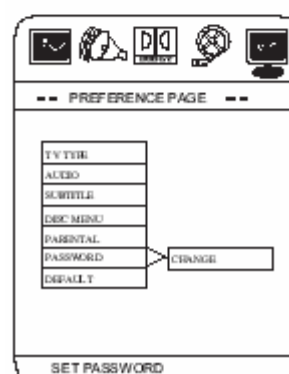 -- PREFERENCE PAGE --
TV TYPE
AUDIO
SUBTITLE
DISC MENU
PARENTAL
PASSWORD
CHANGE
DEFAULT
SET PASSWORD